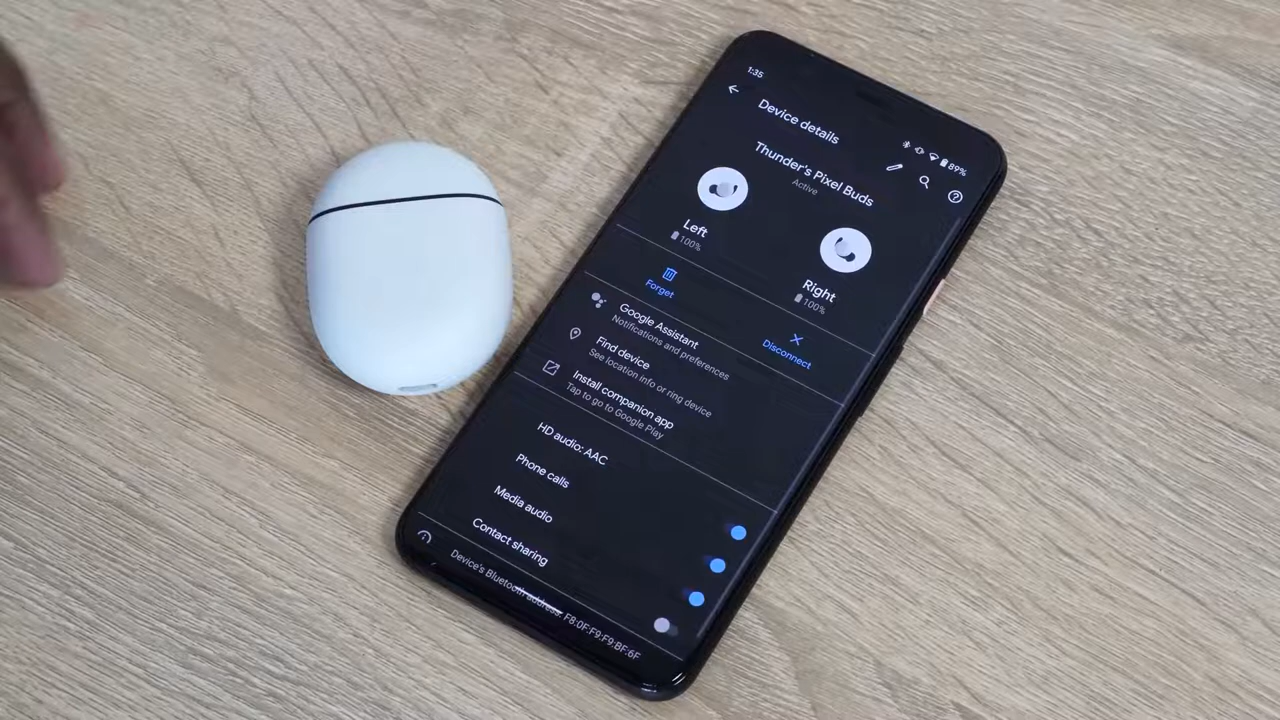 1:35
89%
Device details
Thunder's Pixel Buds
Active
Left
100%
Right
100%
Forget
Disconnect
Google Assistant
Notifications and preferences
Find device
See location info or ring device
Install companion app
Tap to go to Google Play
HD audio: AAC
Phone calls
Media audio
Contact sharing
Device's Bluetooth address: F8:0F:F9:F9:BF:6F